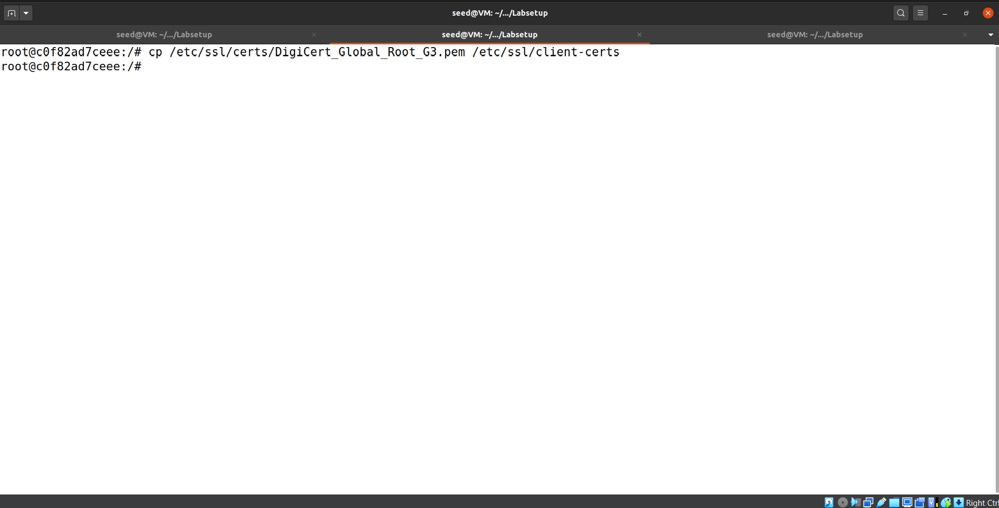 seed@VM: ~/.../Labsetup
seed@VM: ~/.../Labsetup
seed@VM: ~/.../Labsetup
seed@VM: ~/.../Labsetup
root@c0f82ad7ceee:/# cp /etc/ssl/certs/DigiCert_Global_Root_G3.pem /etc/ssl/client-certs
root@c0f82ad7ceee:/#
Right Ctr